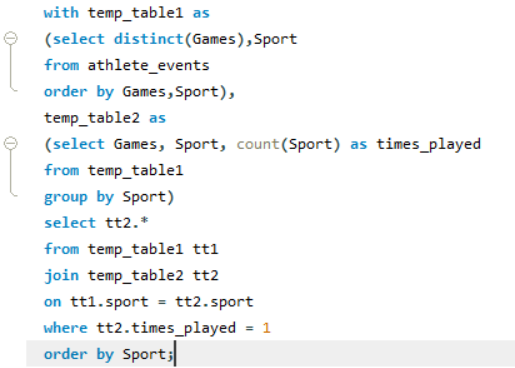 with temp_table1 as
(select distinct(Games),Sport
from athlete_events
order by Games,Sport),
temp_table2 as
(select Games, Sport, count(Sport) as times_played
from temp_table1
group by Sport)
select tt2.*
from temp_table1 tt1
join temp_table2 tt2
on tt1.sport = tt2.sport
where tt2.times_played = 1
order by Sport;